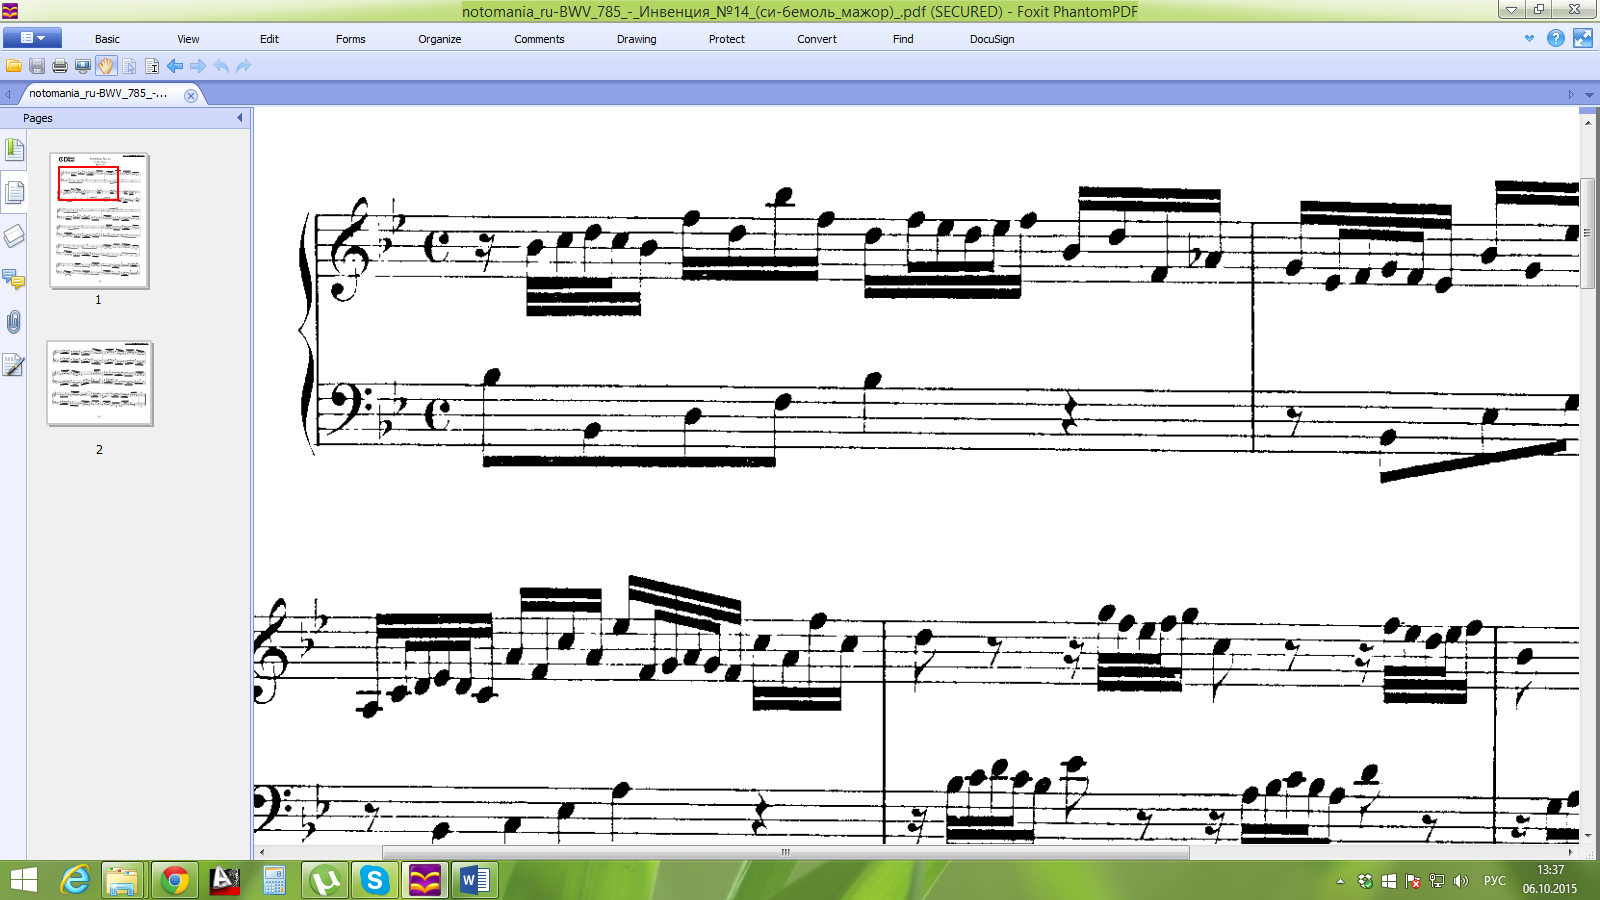 notomania_ru-BWV_785_-_Инвенция_№14_(си-бемоль_мажор)_.pdf (SECURED) - Foxit PhantomPDF
Basic View Edit Forms Organize Comments Drawing Protect Convert Find DocuSign
notomania_ru-BWV_785_-...
Pages
1
2
РУС
13:37
06.10.2015